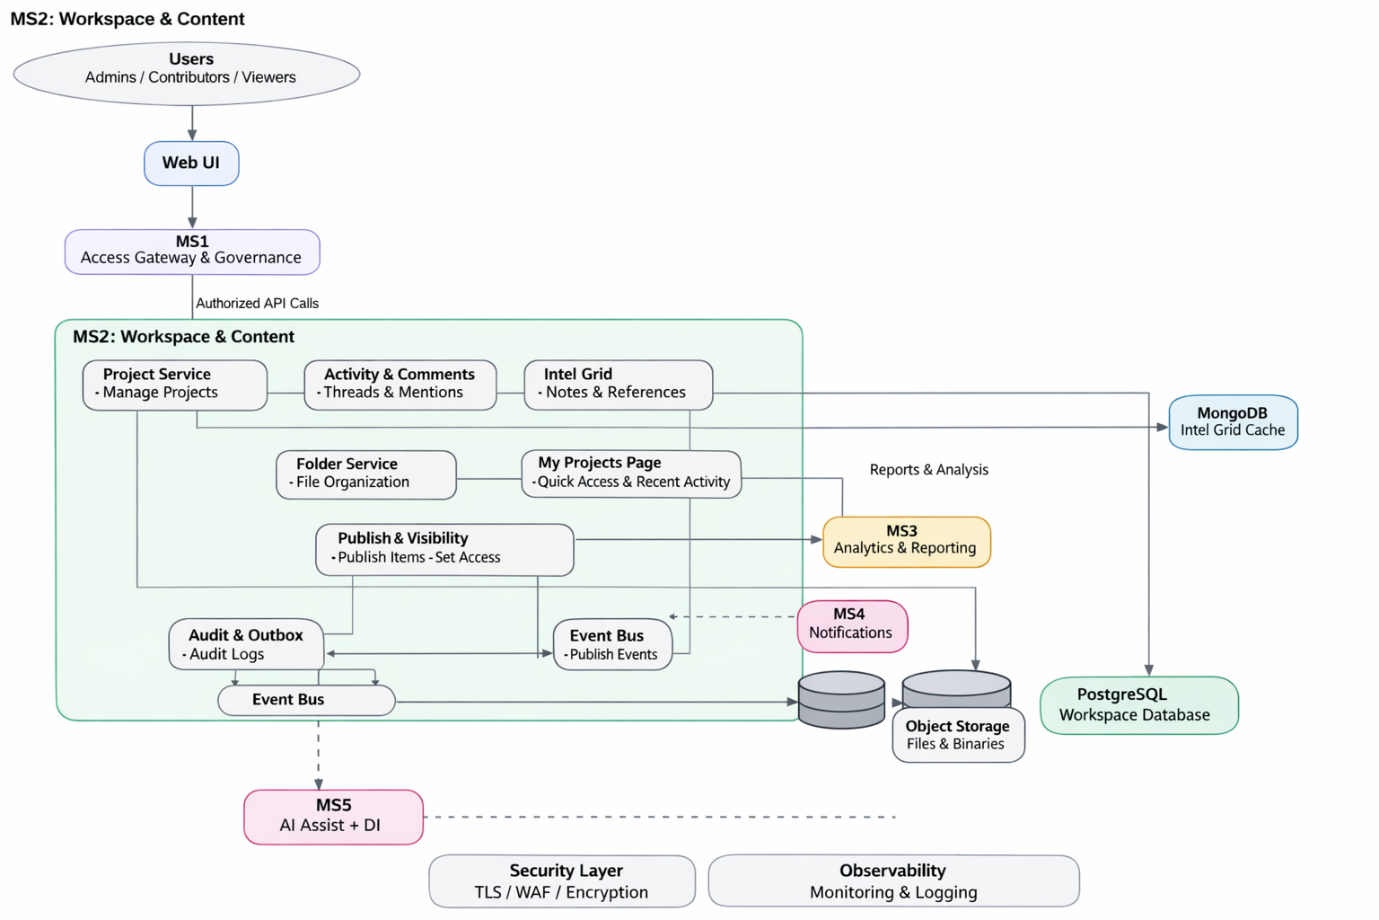 MS2: Workspace & Content
Users
Admins / Contributors / Viewers
Web UI
MS1
Access Gateway & Governance
Authorized API Calls
MS2: Workspace & Content
Project Service
- Manage Projects
Activity & Comments
- Threads & Mentions
Intel Grid
- Notes & References
MongoDB
Intel Grid Cache
Folder Service
- File Organization
My Projects Page
- Quick Access & Recent Activity
Reports & Analysis
Publish & Visibility
- Publish Items - Set Access
MS3
Analytics & Reporting
Audit & Outbox
- Audit Logs
Event Bus
- Publish Events
MS4
Notifications
Event Bus
Object Storage
Files & Binaries
PostgreSQL
Workspace Database
MS5
AI Assist + DI
Security Layer
TLS / WAF / Encryption
Observability
Monitoring & Logging